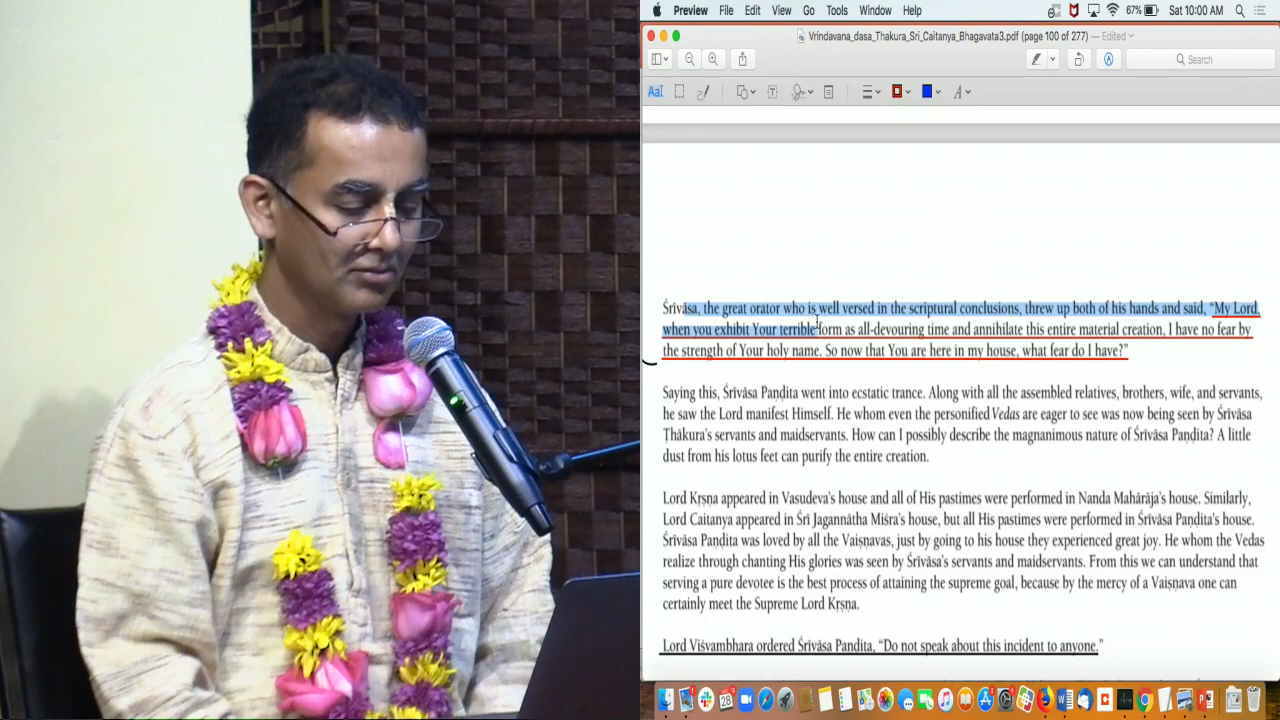 Preview File Edit View Go Tools Window Help 67% Sat 10:00 AM
Vrindavana_dasa_Thakura_Sri_Caitanya_Bhagavata3.pdf (page 100 of 277) — Edited
Search
Śrīvāsa, the great orator who is well versed in the scriptural conclusions, threw up both of his hands and said, “My Lord,
when you exhibit Your terrible form as all-devouring time and annihilate this entire material creation, I have no fear by
the strength of Your holy name. So now that You are here in my house, what fear do I have?”
Saying this, Śrīvāsa Paṇḍita went into ecstatic trance. Along with all the assembled relatives, brothers, wife, and servants,
he saw the Lord manifest Himself. He whom even the personified Vedas are eager to see was now being seen by Śrīvāsa
Ṭhākura's servants and maidservants. How can I possibly describe the magnanimous nature of Śrīvāsa Paṇḍita? A little
dust from his lotus feet can purify the entire creation.
Lord Kṛṣṇa appeared in Vasudeva's house and all of His pastimes were performed in Nanda Mahārāja's house. Similarly,
Lord Caitanya appeared in Śrī Jagannātha Miśra's house, but all His pastimes were performed in Śrīvāsa Paṇḍita's house.
Śrīvāsa Paṇḍita was loved by all the Vaiṣṇavas, just by going to his house they experienced great joy. He whom the Vedas
realize through chanting His glories was seen by Śrīvāsa's servants and maidservants. From this we can understand that
serving a pure devotee is the best process of attaining the supreme goal, because by the mercy of a Vaiṣṇava one can
certainly meet the Supreme Lord Kṛṣṇa.
Lord Viśvambhara ordered Śrīvāsa Paṇḍita, “Do not speak about this incident to anyone.”